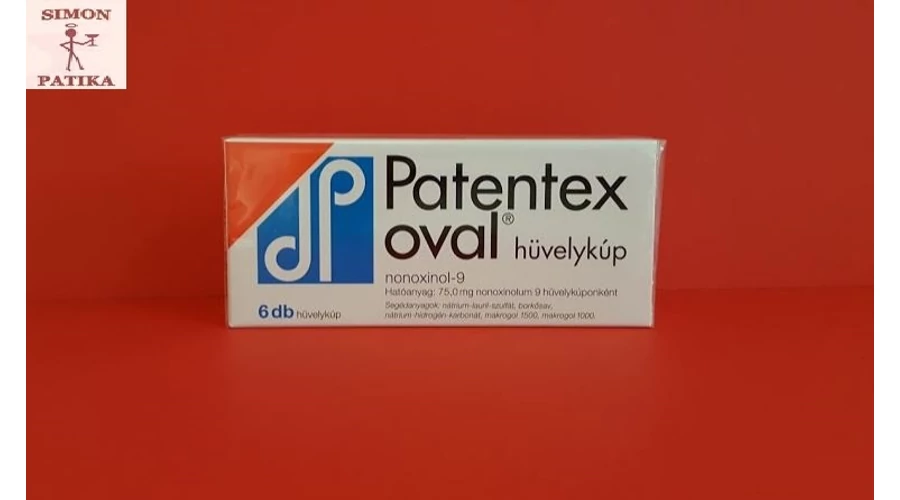 SIMON
PATIKA
Patentex
oval® hüvelykúp
nonoxinol-9
Hatóanyag: 75,0 mg nonoxinolum 9 hüvelykúponként
Segédanyagok: nátrium-lauril-szulfát, borkősav,
nátrium-hidrogén-karbonát, makrogol 1500, makrogol 1000.
6 db hüvelykúp